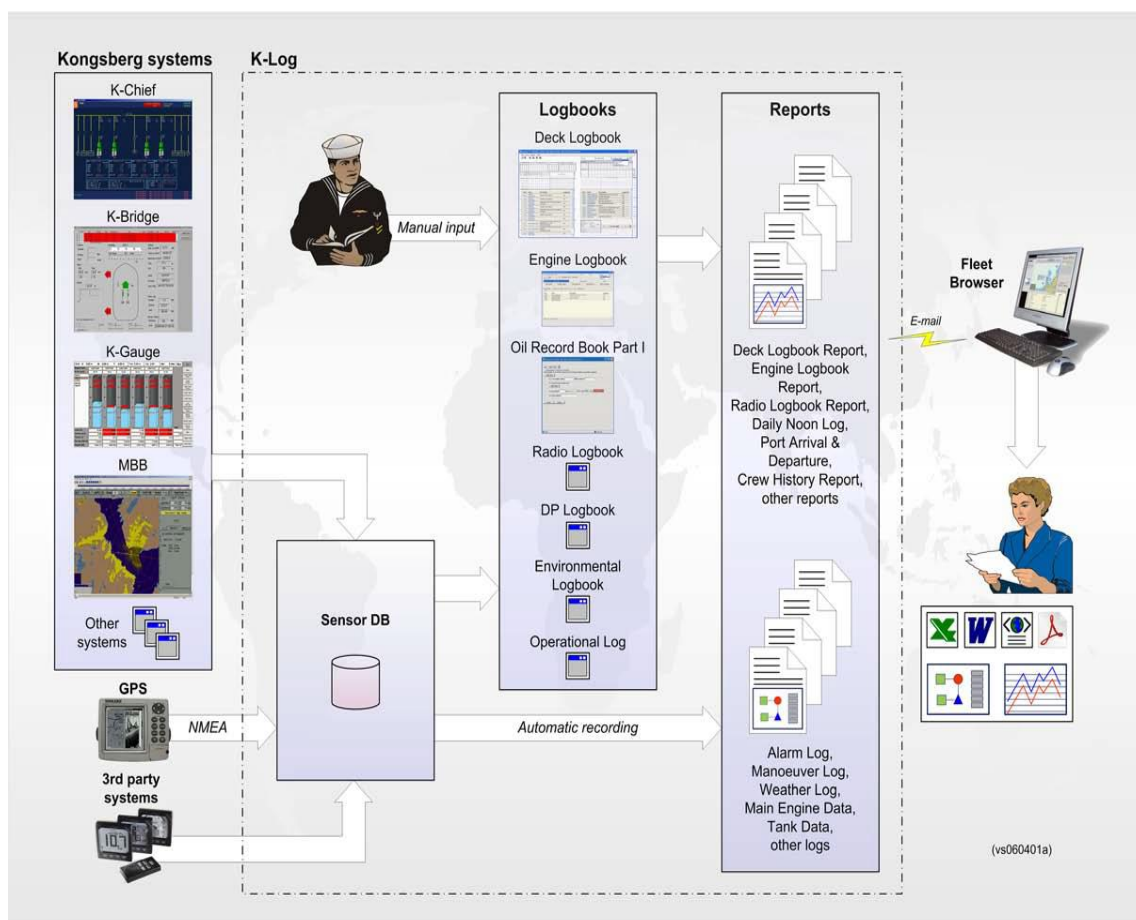 Kongsberg systems
K-Chief
K-Bridge
K-Gauge
MBB
Other
systems
GPS
NMEA
3rd party
systems
K-Log
Manual input
Sensor DB
Automatic recording
Logbooks
Deck Logbook
Engine Logbook
Oil Record Book Part I
Radio Logbook
DP Logbook
Environmental
Logbook
Operational Log
Reports
Deck Logbook Report,
Engine Logbook
Report,
Radio Logbook Report,
Daily Noon Log,
Port Arrival &
Departure,
Crew History Report,
other reports
Alarm Log,
Manoeuver Log,
Weather Log,
Main Engine Data,
Tank Data,
other logs
E-mail
Fleet
Browser
(vs060401a)